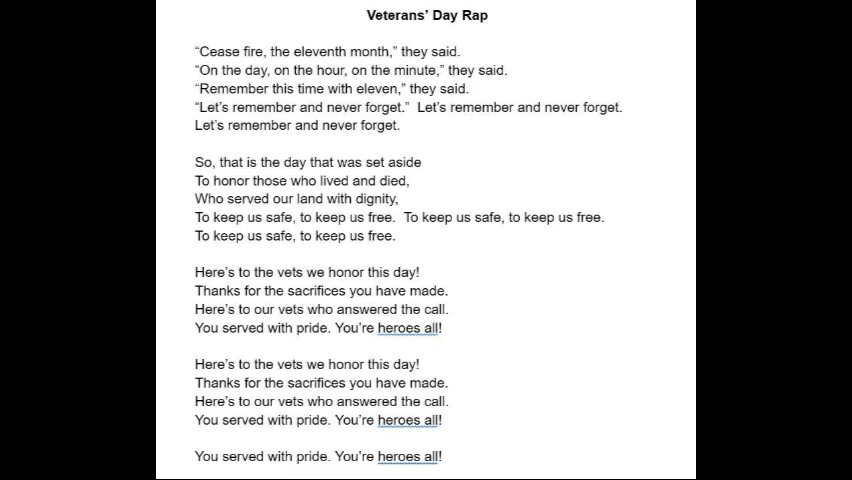 Veterans’ Day Rap
“Cease fire, the eleventh month,” they said.
“On the day, on the hour, on the minute,” they said.
“Remember this time with eleven,” they said.
“Let’s remember and never forget.”  Let’s remember and never forget.
Let’s remember and never forget.
So, that is the day that was set aside
To honor those who lived and died,
Who served our land with dignity,
To keep us safe, to keep us free.  To keep us safe, to keep us free.
To keep us safe, to keep us free.
Here’s to the vets we honor this day!
Thanks for the sacrifices you have made.
Here’s to our vets who answered the call.
You served with pride. You’re heroes all!
Here’s to the vets we honor this day!
Thanks for the sacrifices you have made.
Here’s to our vets who answered the call.
You served with pride. You’re heroes all!
You served with pride. You’re heroes all!